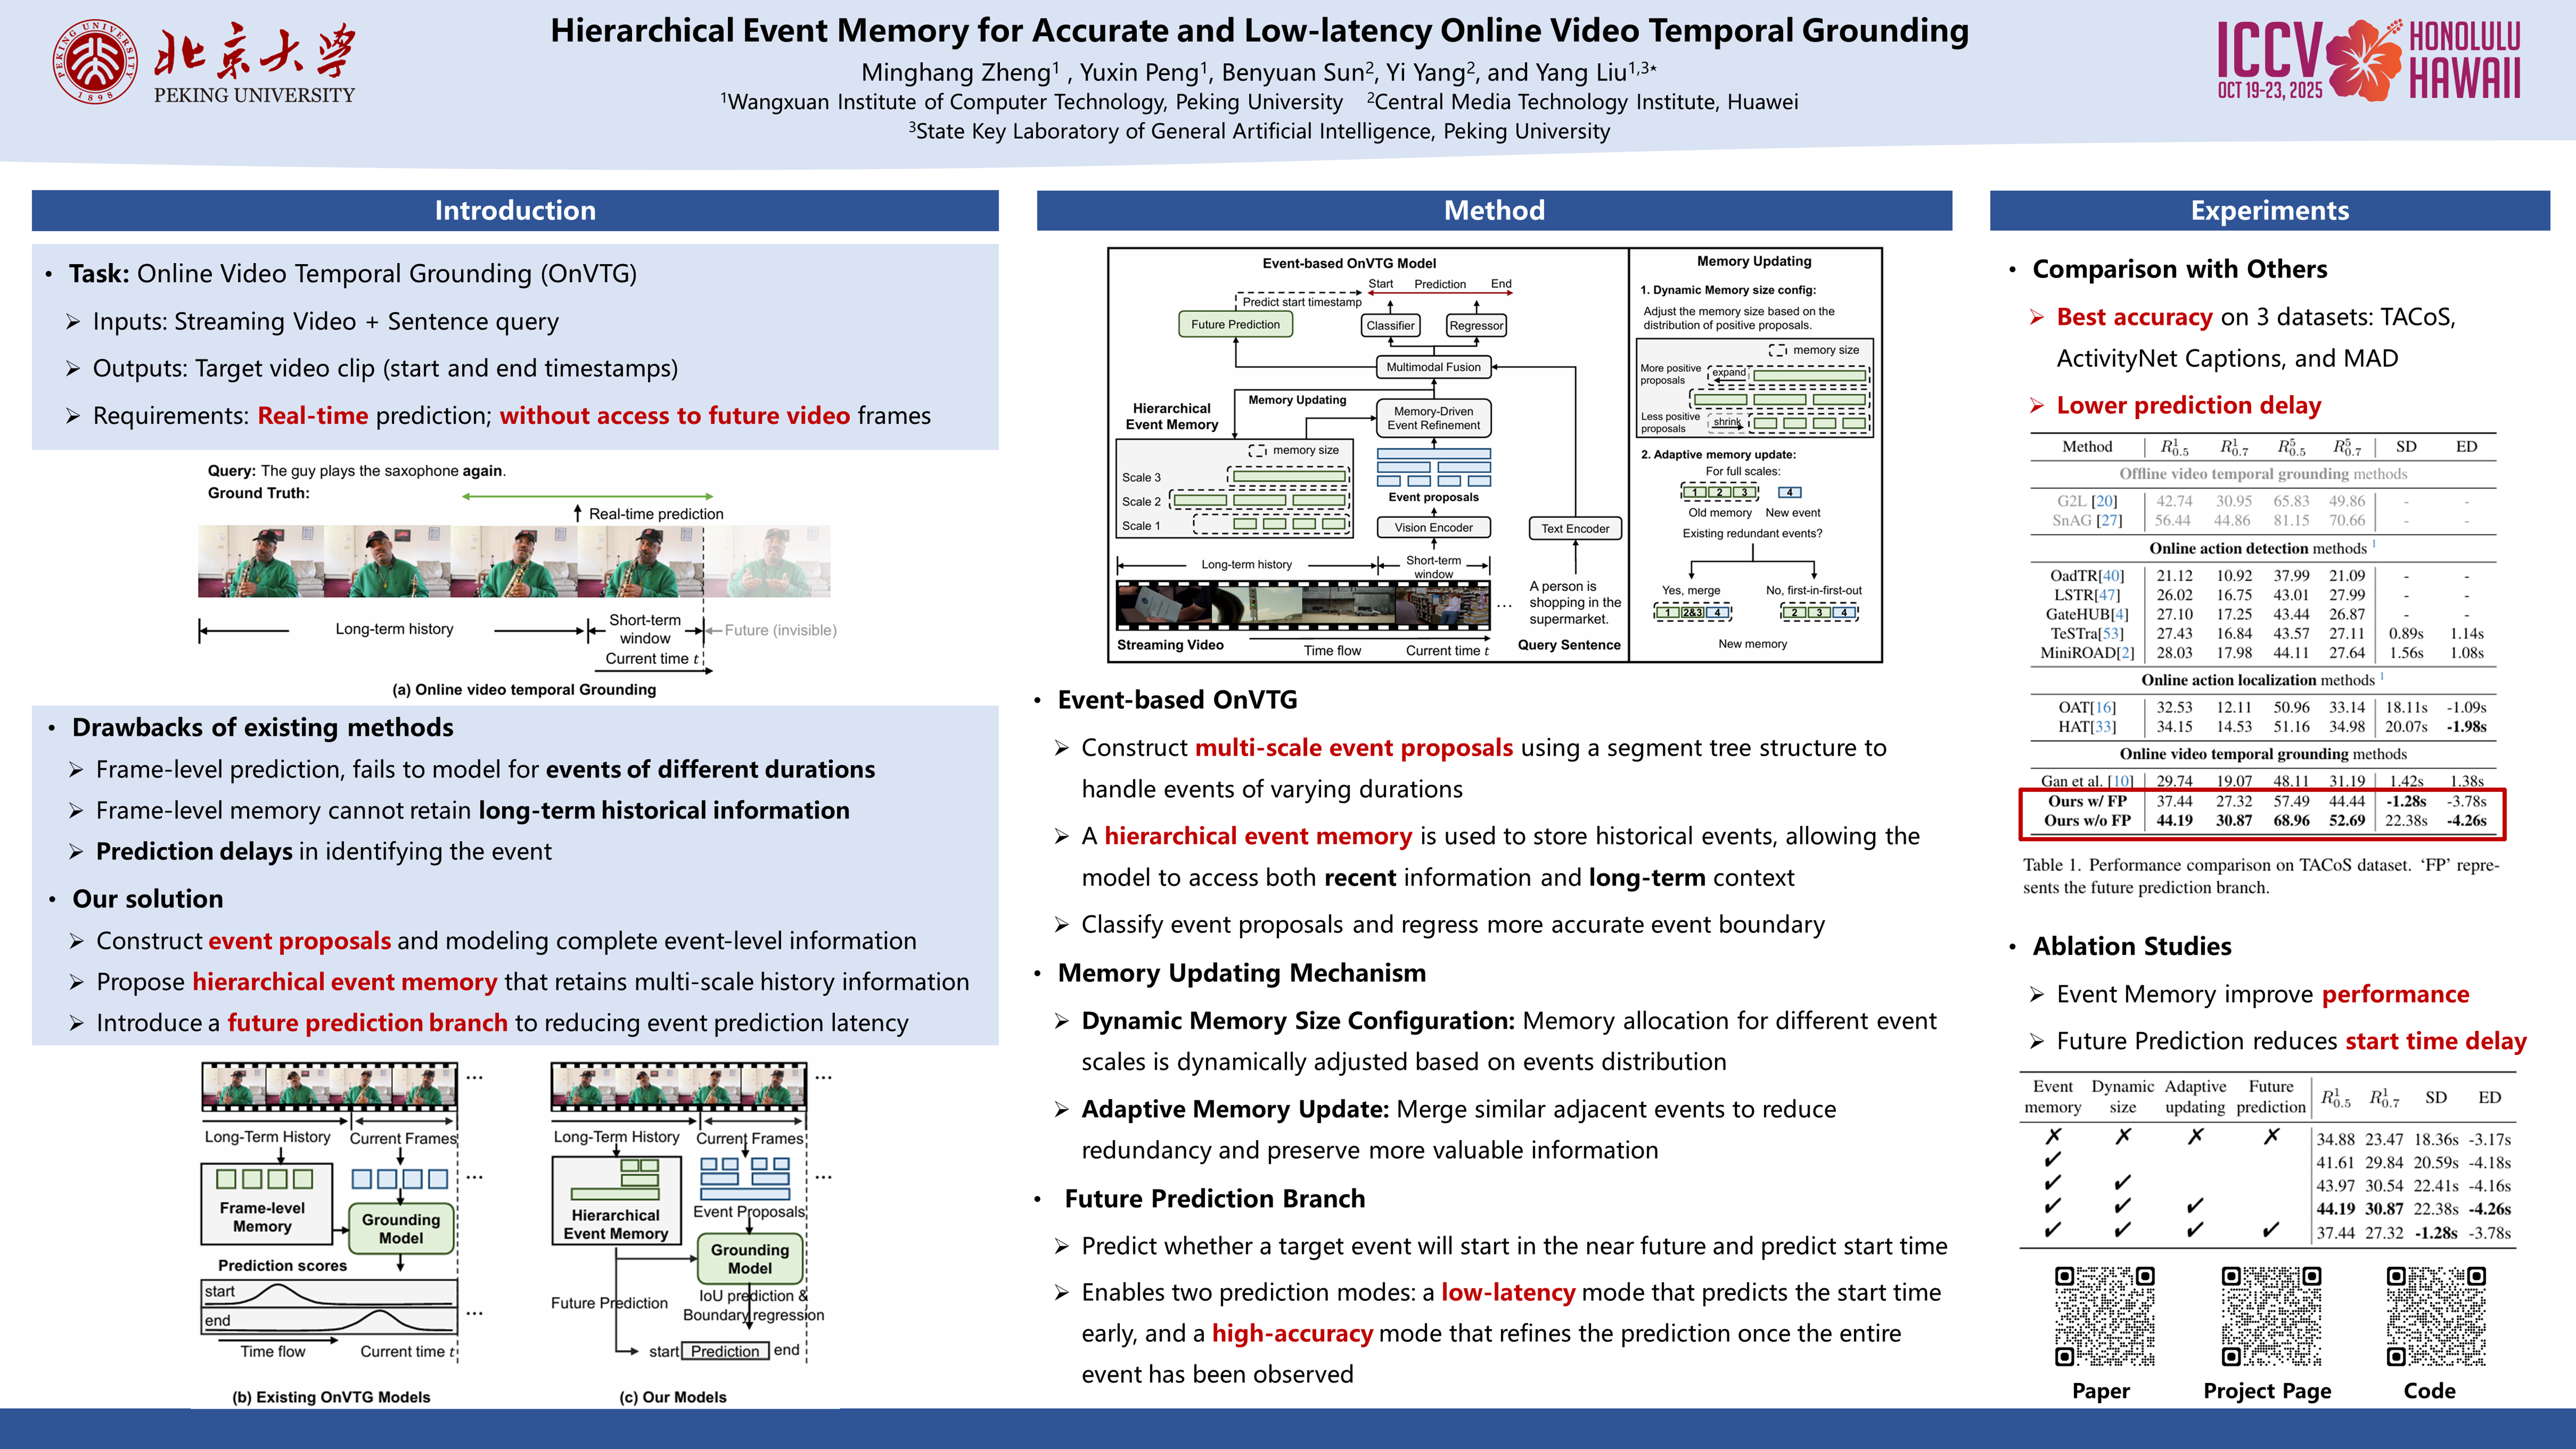 北京大学
PEKING UNIVERSITY
PEKING UNIVERSITY
1898
Hierarchical Event Memory for Accurate and Low-latency Online Video Temporal Grounding
Minghang Zheng1 , Yuxin Peng1, Benyuan Sun2, Yi Yang2, and Yang Liu1,3*
1Wangxuan Institute of Computer Technology, Peking University 2Central Media Technology Institute, Huawei
3State Key Laboratory of General Artificial Intelligence, Peking University
ICCV
OCT 19-23, 2025
HONOLULU
HAWAII
Introduction
• Task: Online Video Temporal Grounding (OnVTG)
➢ Inputs: Streaming Video + Sentence query
➢ Outputs: Target video clip (start and end timestamps)
➢ Requirements: Real-time prediction; without access to future video frames
Query: The guy plays the saxophone again.
Ground Truth:
Real-time prediction
Long-term history
Short-term
window
Future (invisible)
Current time t
(a) Online video temporal Grounding
• Drawbacks of existing methods
➢ Frame-level prediction, fails to model for events of different durations
➢ Frame-level memory cannot retain long-term historical information
➢ Prediction delays in identifying the event
• Our solution
➢ Construct event proposals and modeling complete event-level information
➢ Propose hierarchical event memory that retains multi-scale history information
➢ Introduce a future prediction branch to reducing event prediction latency
...
Long-Term History Current Frames
...
Frame-level
Memory
Grounding
Model
Prediction scores
start
end
...
Time flow Current time t
(b) Existing OnVTG Models
...
Long-Term History Current Frames
...
Hierarchical
Event Memory
Event Proposals
Grounding
Model
Future Prediction
IoU prediction &
Boundary regression
start Prediction end
(c) Our Models
Method
Event-based OnVTG Model
Start Prediction End
Predict start timestamp
Future Prediction
Classifier
Regressor
Multimodal Fusion
Hierarchical
Event Memory
Memory Updating
Memory-Driven
Event Refinement
memory size
Scale 3
Scale 2
Scale 1
Event proposals
Vision Encoder
Text Encoder
Long-term history
Short-term
window
A person is
shopping in the
supermarket.
...
Streaming Video
Time flow
Current time t
Query Sentence
Memory Updating
1. Dynamic Memory size config:
Adjust the memory size based on the
distribution of positive proposals.
memory size
More positive
proposals
expand
Less positive
proposals
shrink
2. Adaptive memory update:
For full scales:
1 2 3 4
Old memory New event
Existing redundant events?
Yes, merge No, first-in-first-out
1 2&3 4 2 3 4
New memory
• Event-based OnVTG
➢ Construct multi-scale event proposals using a segment tree structure to
handle events of varying durations
➢ A hierarchical event memory is used to store historical events, allowing the
model to access both recent information and long-term context
➢ Classify event proposals and regress more accurate event boundary
• Memory Updating Mechanism
➢ Dynamic Memory Size Configuration: Memory allocation for different event
scales is dynamically adjusted based on events distribution
➢ Adaptive Memory Update: Merge similar adjacent events to reduce
redundancy and preserve more valuable information
• Future Prediction Branch
➢ Predict whether a target event will start in the near future and predict start time
➢ Enables two prediction modes: a low-latency mode that predicts the start time
early, and a high-accuracy mode that refines the prediction once the entire
event has been observed
Experiments
• Comparison with Others
➢ Best accuracy on 3 datasets: TACoS,
ActivityNet Captions, and MAD
➢ Lower prediction delay
Method R1 0.5 R1 0.7 R5 0.5 R5 0.7 SD ED
Offline video temporal grounding methods
G2L [20] 42.74 30.95 65.83 49.86 - -
SnAG [27] 56.44 44.86 81.15 70.66 - -
Online action detection methods 1
OadTR[40] 21.12 10.92 37.99 21.09 - -
LSTR[47] 26.02 16.75 43.01 27.99 - -
GateHUB[4] 27.10 17.25 43.44 26.87 - -
TeSTra[53] 27.43 16.84 43.57 27.11 0.89s 1.14s
MiniROAD[2] 28.03 17.98 44.11 27.64 1.56s 1.08s
Online action localization methods 1
OAT[16] 32.53 12.11 50.96 33.14 18.11s -1.09s
HAT[33] 34.15 14.53 51.16 34.98 20.07s -1.98s
Online video temporal grounding methods
Gan et al. [10] 29.74 19.07 48.11 31.19 1.42s 1.38s
Ours w/ FP 37.44 27.32 57.49 44.44 -1.28s -3.78s
Ours w/o FP 44.19 30.87 68.96 52.69 22.38s -4.26s
Table 1. Performance comparison on TACoS dataset. ‘FP’ repre-
sents the future prediction branch.
• Ablation Studies
➢ Event Memory improve performance
➢ Future Prediction reduces start time delay
Event Dynamic Adaptive Future
memory size updating prediction R1 0.5 R1 0.7 SD ED
✗ ✗ ✗ ✗ 34.88 23.47 18.36s -3.17s
✓ 41.61 29.84 20.59s -4.18s
✓ ✓ 43.97 30.54 22.41s -4.16s
✓ ✓ ✓ 44.19 30.87 22.38s -4.26s
✓ ✓ ✓ ✓ 37.44 27.32 -1.28s -3.78s
Paper
Project Page
Code